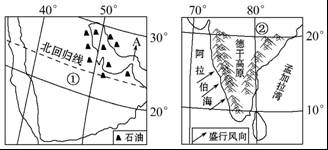 40° 50°
30°
北回归线
A
①
20°
石油
70° 80°
②
20°
阿拉伯海
德干高原
孟加拉湾
10°
盛行风向